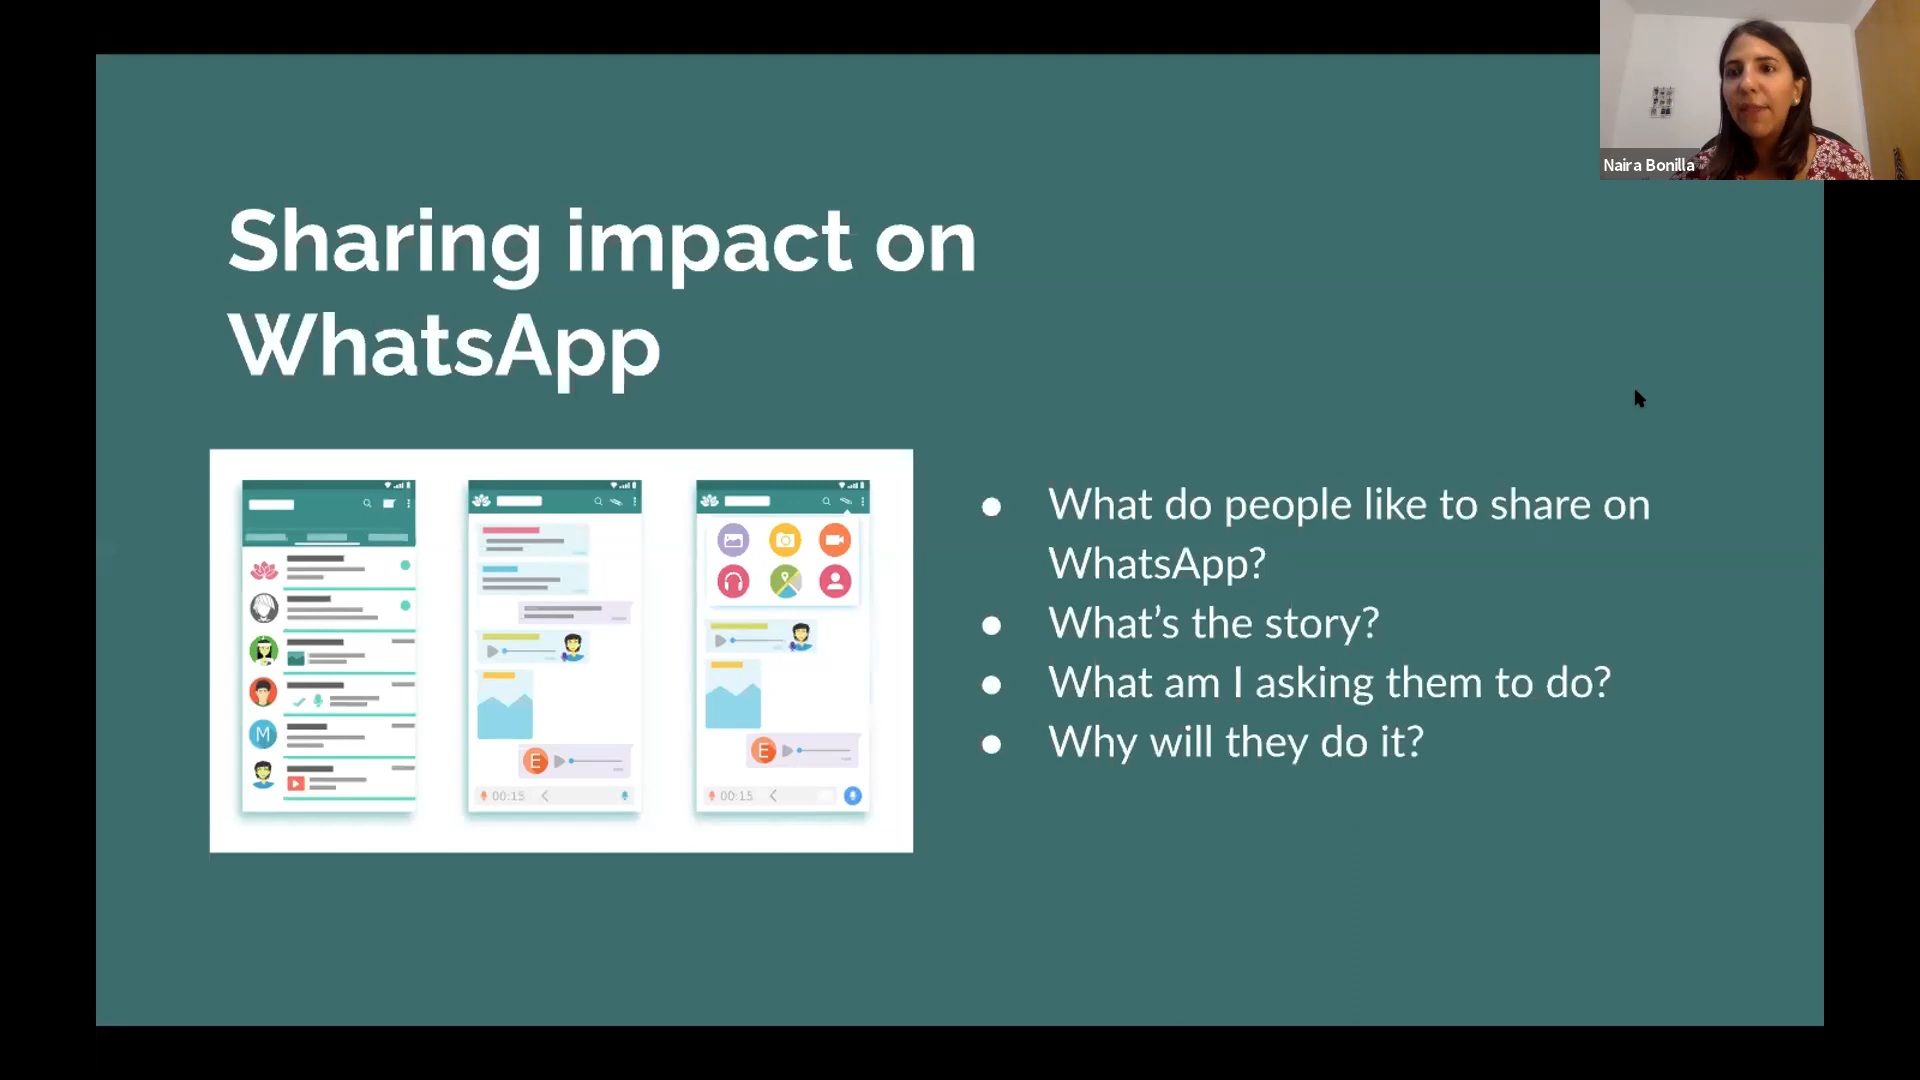 Naira Bonilla
Sharing impact on
WhatsApp
M
E
00:15
E
00:15
● What do people like to share on
WhatsApp?
● What’s the story?
● What am I asking them to do?
● Why will they do it?